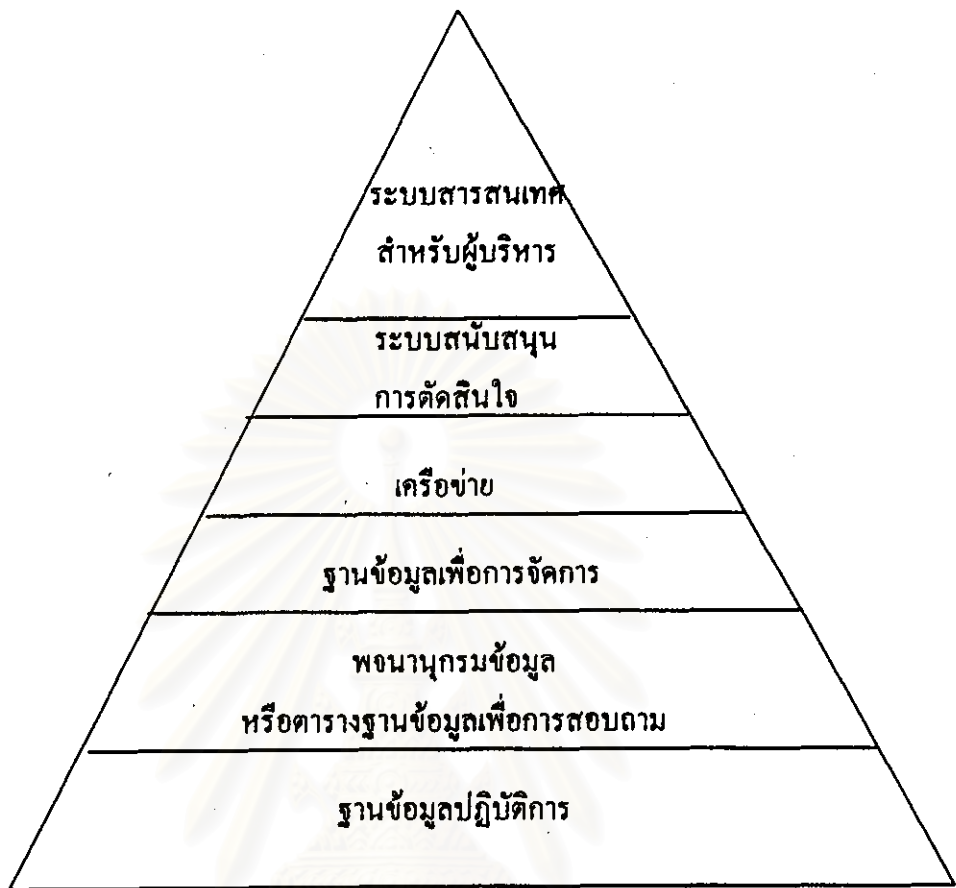 ระบบสารสนเทศ
สำหรับผู้บริหาร
ระบบสนับสนุน
การตัดสินใจ
เครือข่าย
ฐานข้อมูลเพื่อการจัดการ
พจนานุกรมข้อมูล
หรือตารางฐานข้อมูลเพื่อการสอบถาม
ฐานข้อมูลปฏิบัติการ